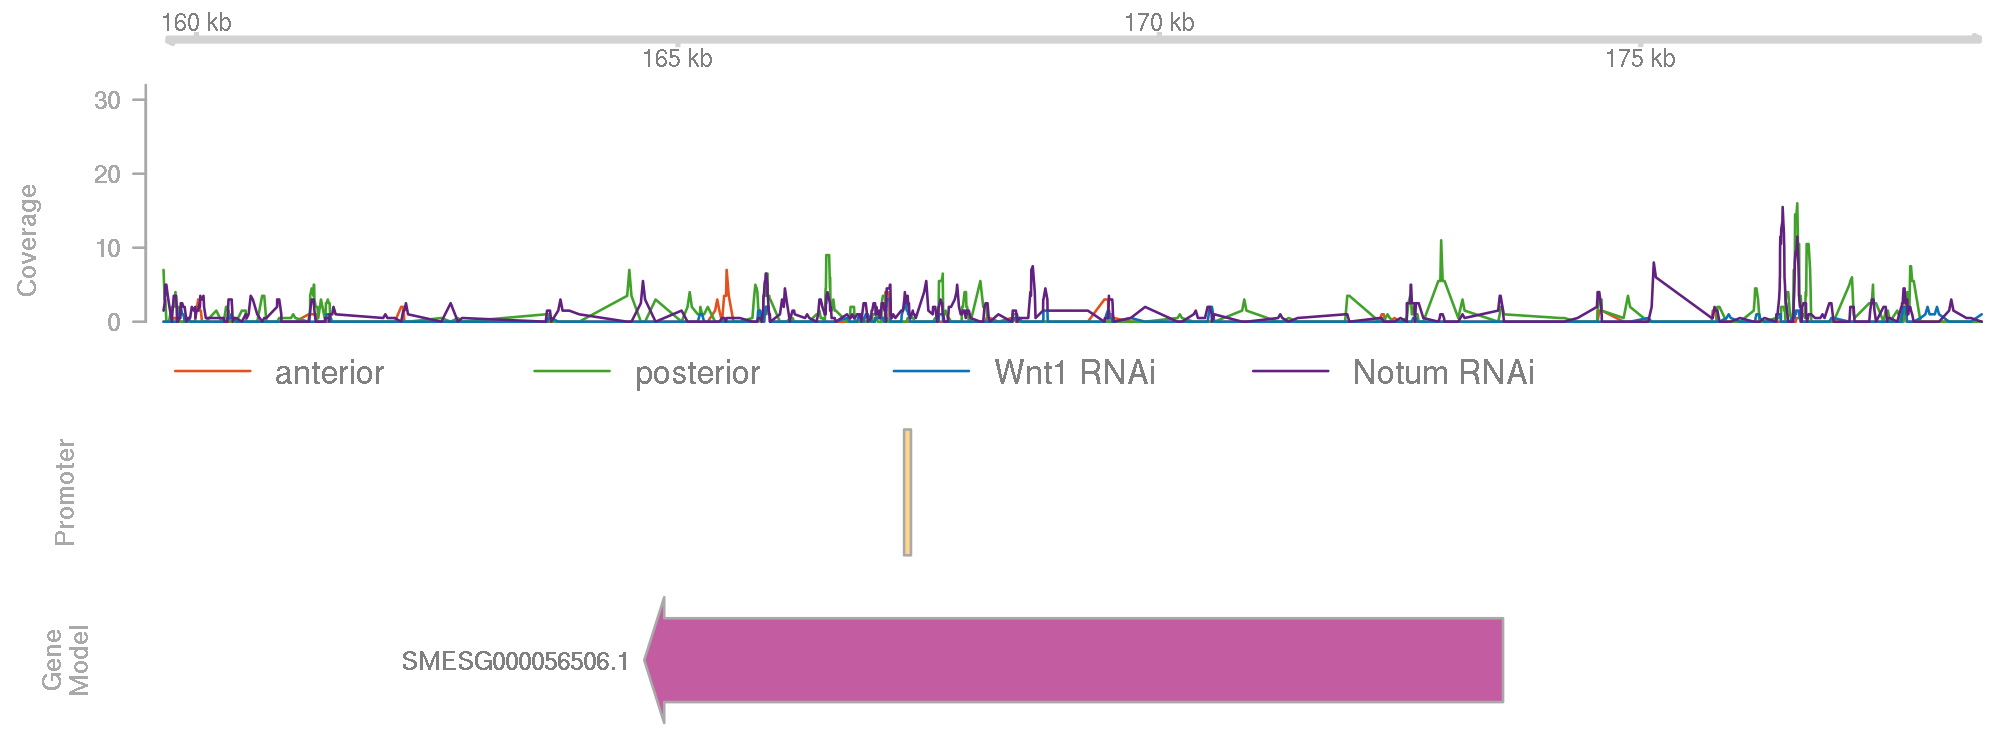 160 kb
170 kb
165 kb
175 kb
Coverage
30
20
10
0
anterior
posterior
Wnt1 RNAi
Notum RNAi
Promoter
Gene
Model
SMESG000056506.1